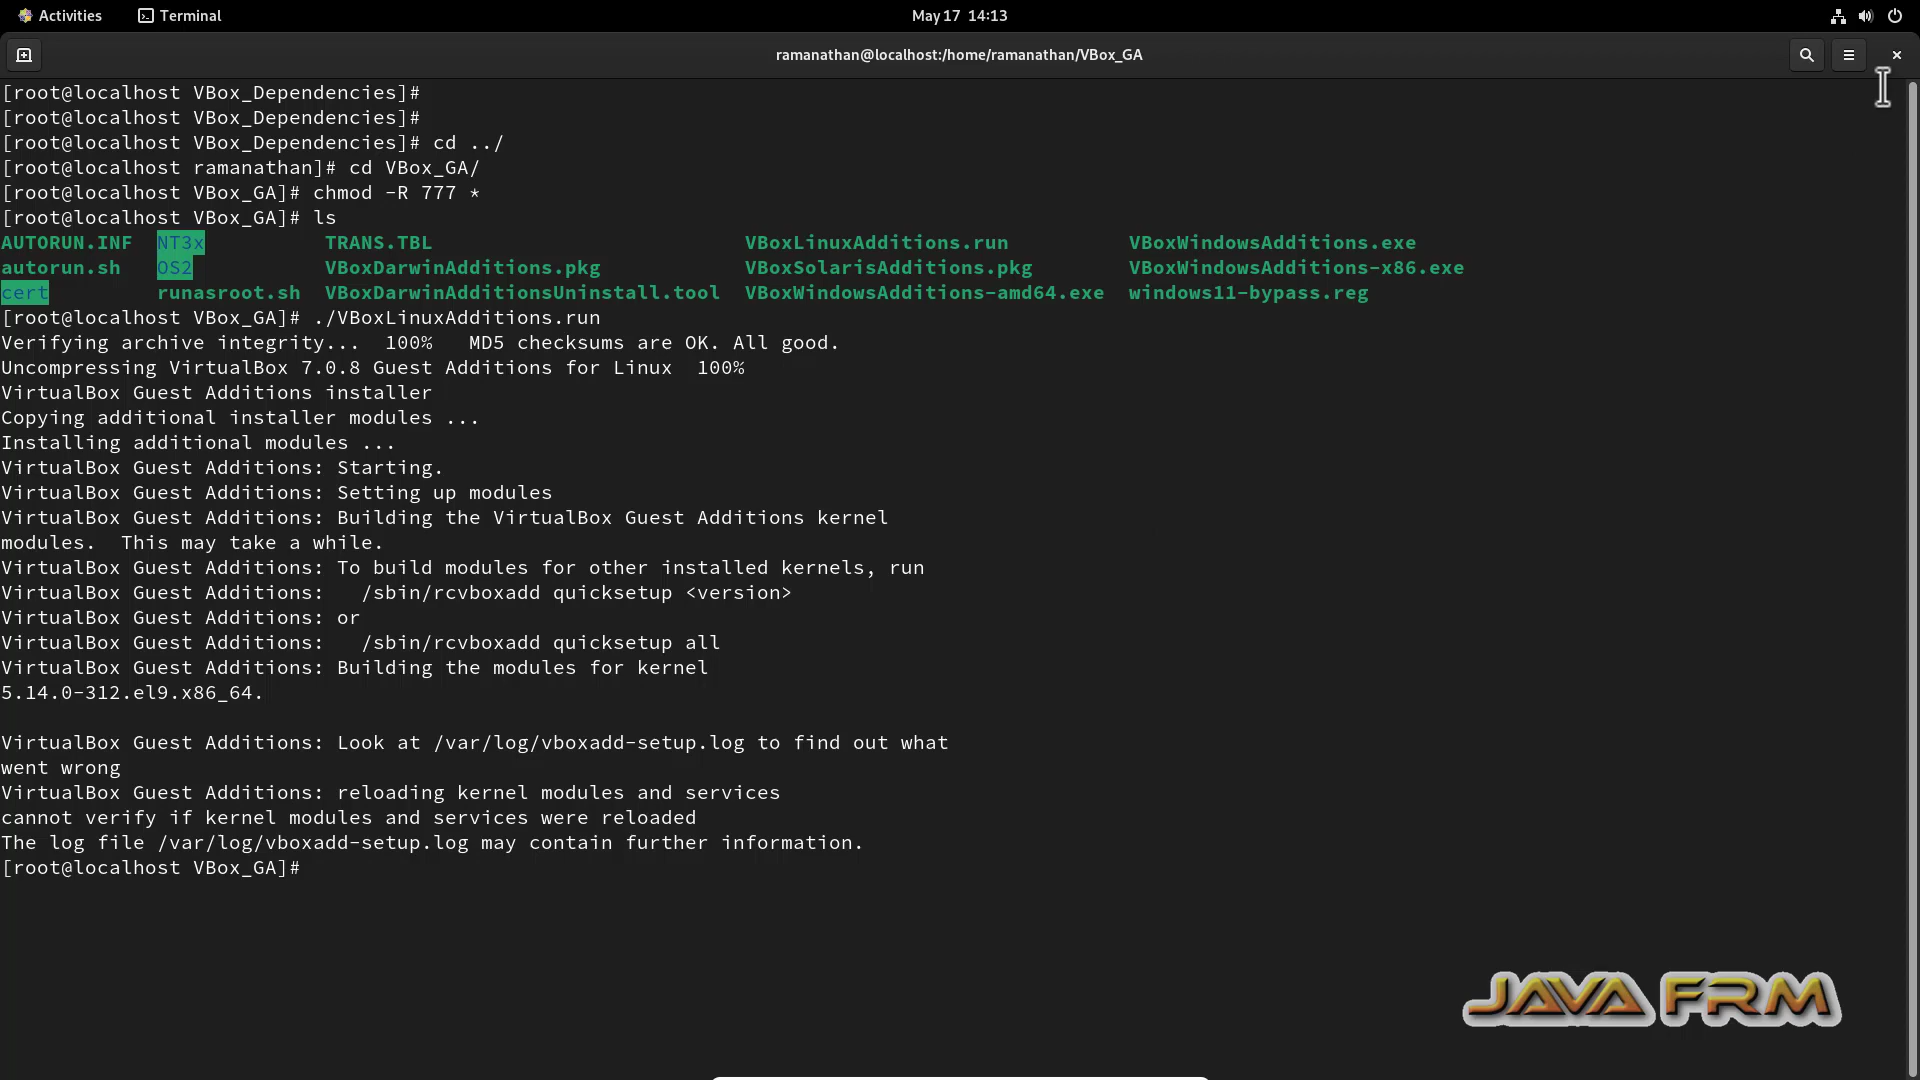 Activities Terminal May 17 14:13
ramanathan@localhost:/home/ramanathan/VBox_GA
[root@localhost VBox_Dependencies]#
[root@localhost VBox_Dependencies]#
[root@localhost VBox_Dependencies]# cd ../
[root@localhost ramanathan]# cd VBox_GA/
[root@localhost VBox_GA]# chmod -R 777 *
[root@localhost VBox_GA]# ls
AUTORUN.INF NT3x TRANS.TBL VBoxLinuxAdditions.run VBoxWindowsAdditions.exe
autorun.sh OS2 VBoxDarwinAdditions.pkg VBoxSolarisAdditions.pkg VBoxWindowsAdditions-x86.exe
cert runasroot.sh VBoxDarwinAdditionsUninstall.tool VBoxWindowsAdditions-amd64.exe windows11-bypass.reg
[root@localhost VBox_GA]# ./VBoxLinuxAdditions.run
Verifying archive integrity... 100% MD5 checksums are OK. All good.
Uncompressing VirtualBox 7.0.8 Guest Additions for Linux 100%
VirtualBox Guest Additions installer
Copying additional installer modules ...
Installing additional modules ...
VirtualBox Guest Additions: Starting.
VirtualBox Guest Additions: Setting up modules
VirtualBox Guest Additions: Building the VirtualBox Guest Additions kernel
modules. This may take a while.
VirtualBox Guest Additions: To build modules for other installed kernels, run
VirtualBox Guest Additions: /sbin/rcvboxadd quicksetup <version>
VirtualBox Guest Additions: or
VirtualBox Guest Additions: /sbin/rcvboxadd quicksetup all
VirtualBox Guest Additions: Building the modules for kernel
5.14.0-312.el9.x86_64.
VirtualBox Guest Additions: Look at /var/log/vboxadd-setup.log to find out what
went wrong
VirtualBox Guest Additions: reloading kernel modules and services
cannot verify if kernel modules and services were reloaded
The log file /var/log/vboxadd-setup.log may contain further information.
[root@localhost VBox_GA]#
JAVA FRM